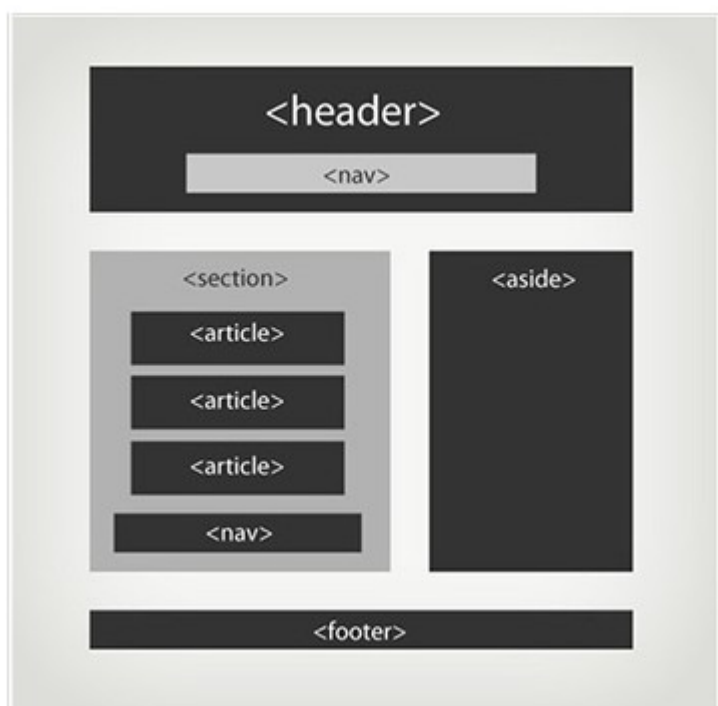 <header>
<nav>
<section>
<article>
<article>
<article>
<nav>
<aside>
<footer>